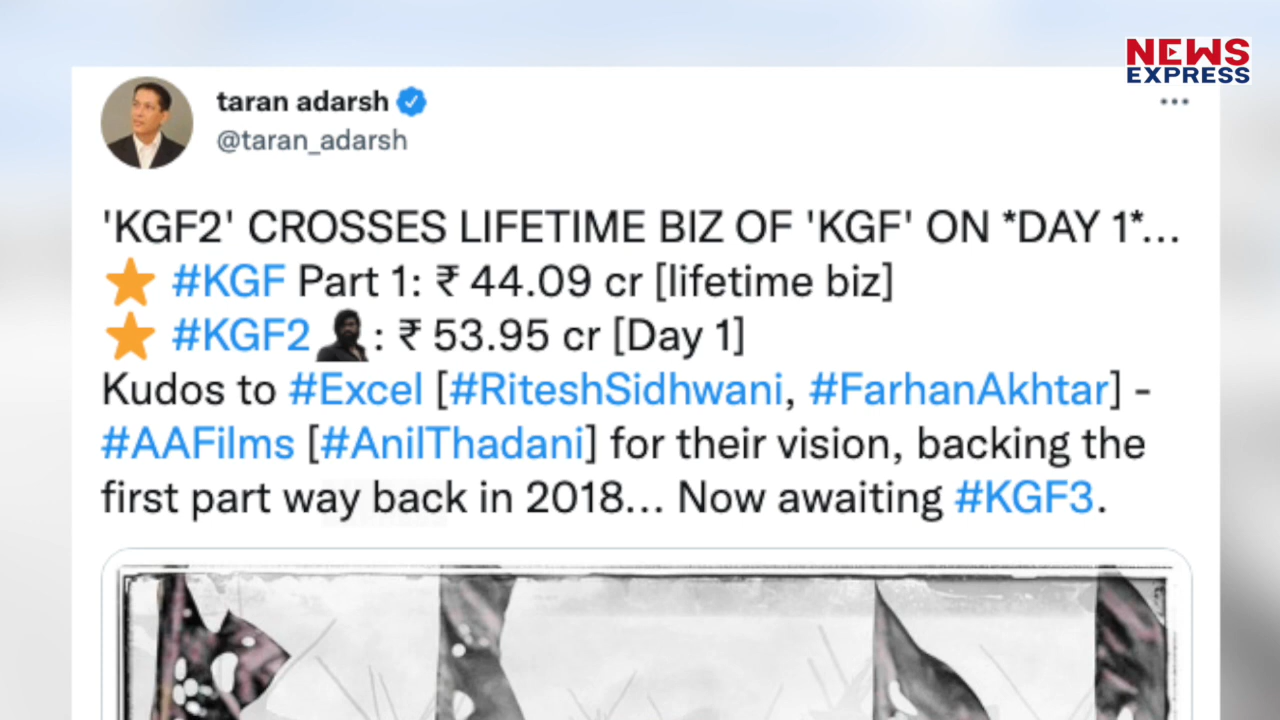 NEWS
EXPRESS
taran adarsh
@taran_adarsh
'KGF2' CROSSES LIFETIME BIZ OF 'KGF' ON *DAY 1*...
#KGF Part 1: ₹ 44.09 cr [lifetime biz]
#KGF2 : ₹ 53.95 cr [Day 1]
Kudos to #Excel [#RiteshSidhwani, #FarhanAkhtar] -
#AAFilms [#AnilThadani] for their vision, backing the
first part way back in 2018... Now awaiting #KGF3.